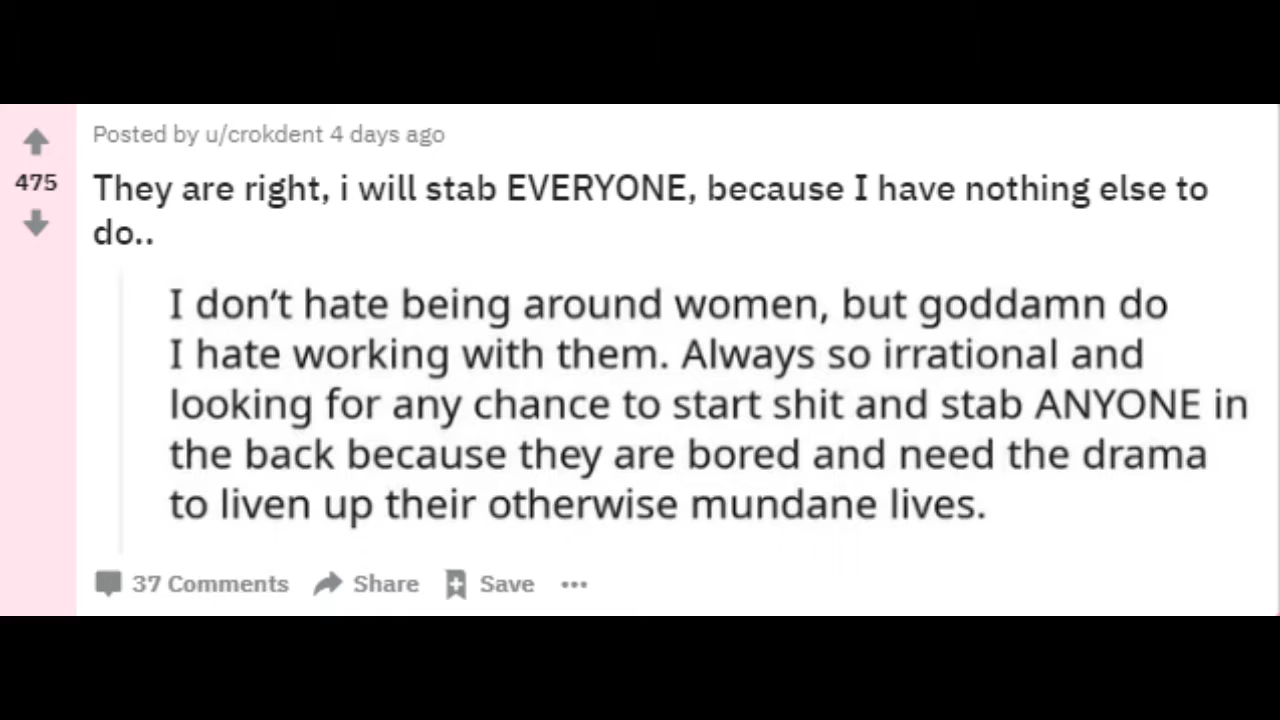 Posted by u/crokdent 4 days ago
475
They are right, i will stab EVERYONE, because I have nothing else to
do..
I don’t hate being around women, but goddamn do
I hate working with them. Always so irrational and
looking for any chance to start shit and stab ANYONE in
the back because they are bored and need the drama
to liven up their otherwise mundane lives.
37 Comments Share Save ...